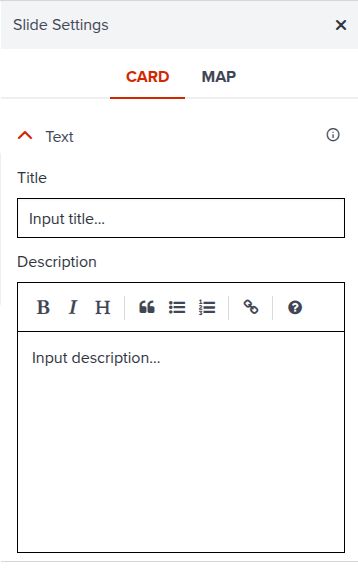 Slide Settings
CARD MAP
Text
Title
Input title...
Description
B I H
Input description...